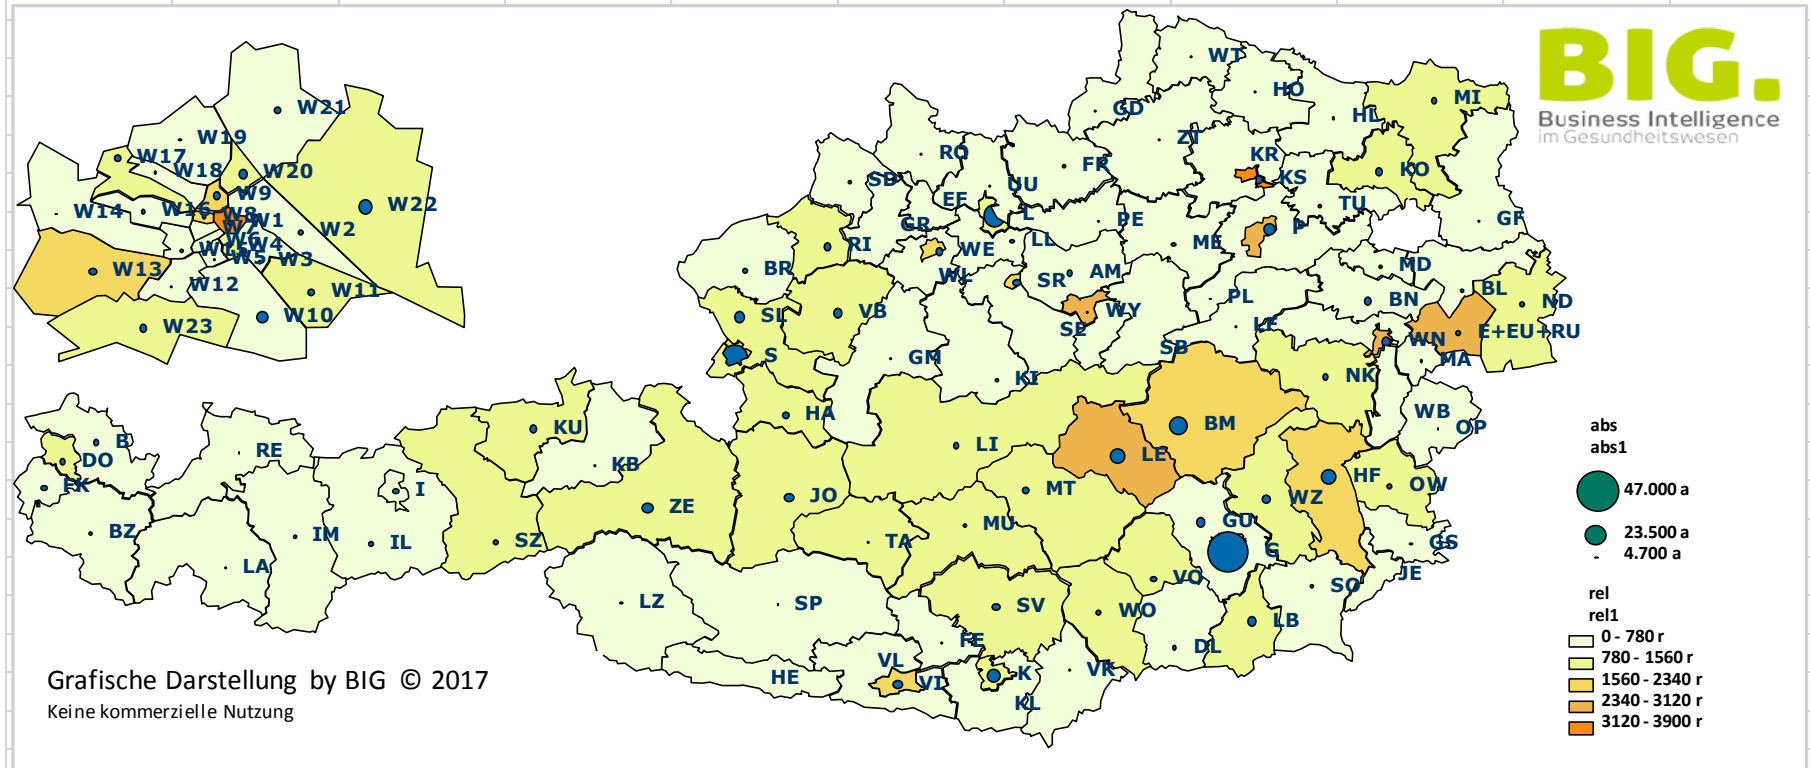 BIG.
Business Intelligence
im Gesundheitswesen
W21
W19
W17
W18
W20
W9
W14
W16
W8
W1
W22
W7
W2
W6
W4
W5
W3
W13
W12
W11
W10
W23
WT
HO
GD
HL
MI
ZT
RO
FR
KR
KS
KO
SD
UU
EE
TU
GF
GR
L
PE
P
RI
WE
LL
ME
BR
WL
SR
AM
MD
BL
ND
PL
BN
SL
VB
WY
SE
LF
WN
E+EU+RU
S
GM
SB
MA
KI
NK
HA
WB
OP
KU
BM
B
DO
RE
KB
LI
LE
HF
FK
I
MT
OW
ZE
JO
WZ
BZ
IM
IL
SZ
MU
GU
TA
G
GS
LA
VO
JE
SO
LZ
SP
SV
WO
LB
FE
DL
VL
HE
VI
K
VK
KL
abs
abs1
47.000 a
23.500 a
4.700 a
rel
rel1
0 - 780 r
780 - 1560 r
1560 - 2340 r
2340 - 3120 r
3120 - 3900 r
Grafische Darstellung by BIG © 2017
Keine kommerzielle Nutzung